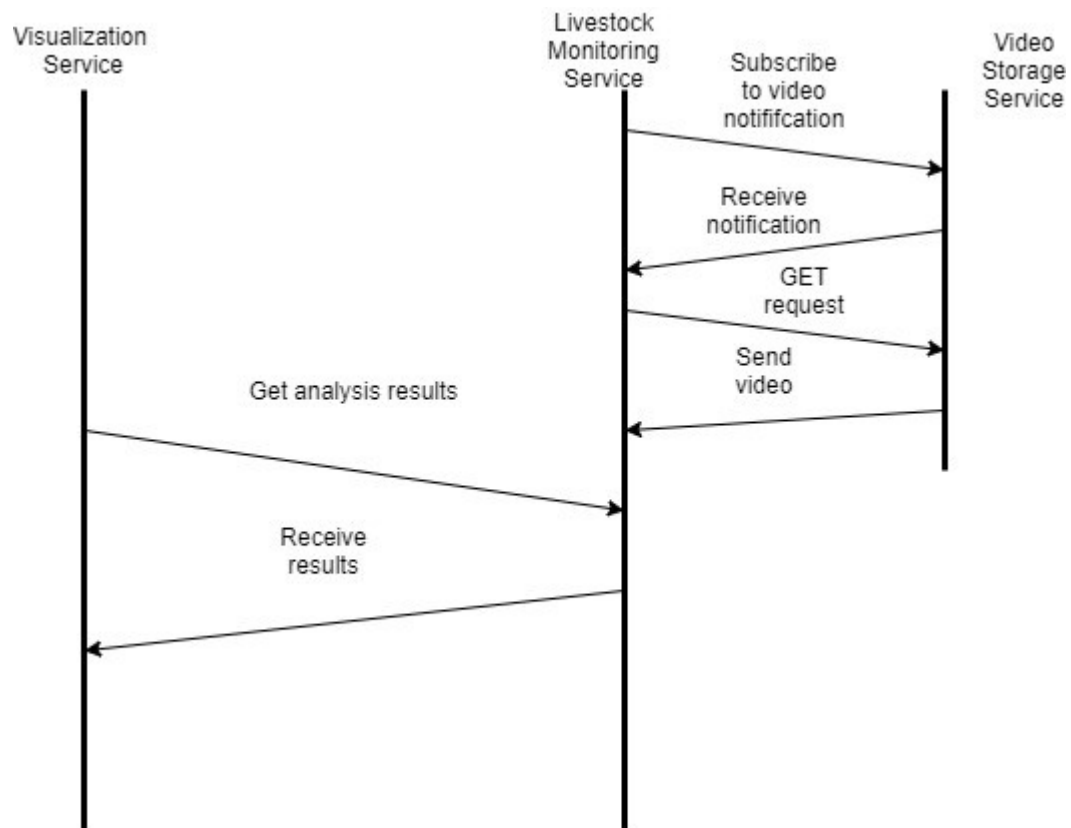 Visualization
Service
Livestock
Monitoring
Service
Video
Storage
Service
Subscribe
to video
notififcation
Receive
notification
GET
request
Send
video
Get analysis results
Receive
results